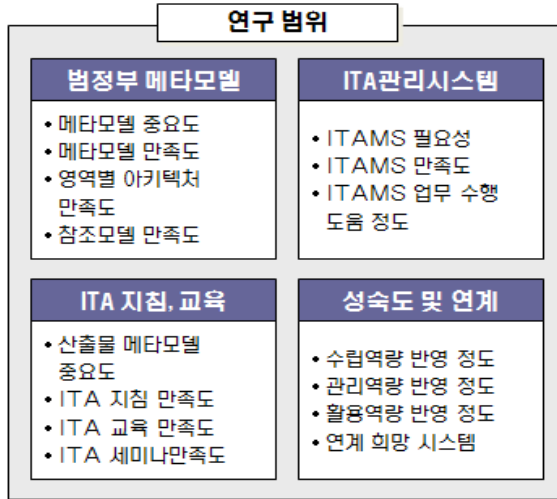 연구 범위
범정부 메타모델
• 메타모델 중요도
• 메타모델 만족도
• 영역별 아키텍처
만족도
• 참조모델 만족도
ITA관리시스템
• ITAMS 필요성
• ITAMS 만족도
• ITAMS 업무 수행
도움 정도
ITA 지침, 교육
• 산출물 메타모델
중요도
• ITA 지침 만족도
• ITA 교육 만족도
• ITA 세미나만족도
성숙도 및 연계
• 수립역량 반영 정도
• 관리역량 반영 정도
• 활용역량 반영 정도
• 연계 희망 시스템